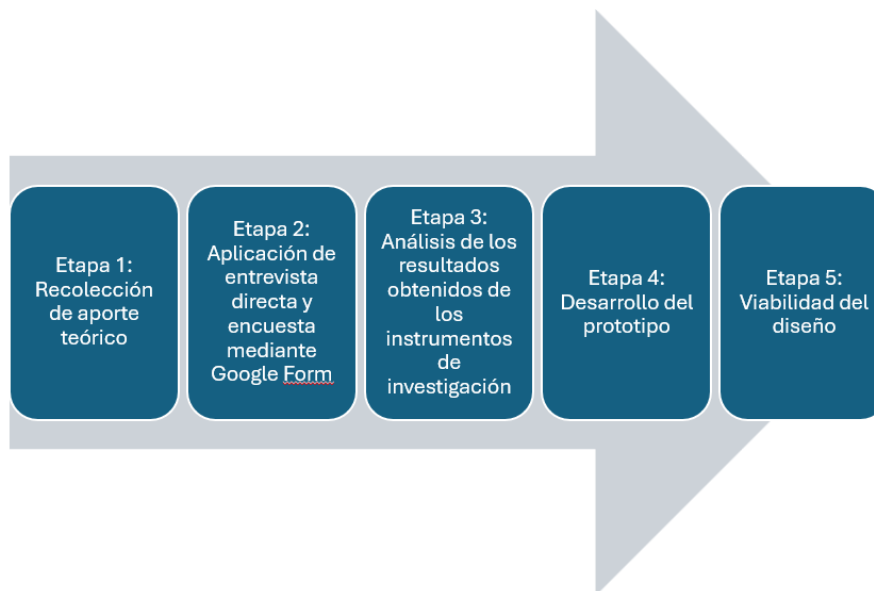 Etapa 1:
Recolección
de aporte
teórico
Etapa 2:
Aplicación de
entrevista
directa y
encuesta
mediante
Google Form
Etapa 3:
Análisis de los
resultados
obtenidos de
los
instrumentos
de
investigación
Etapa 4:
Desarrollo del
prototipo
Etapa 5:
Viabilidad del
diseño